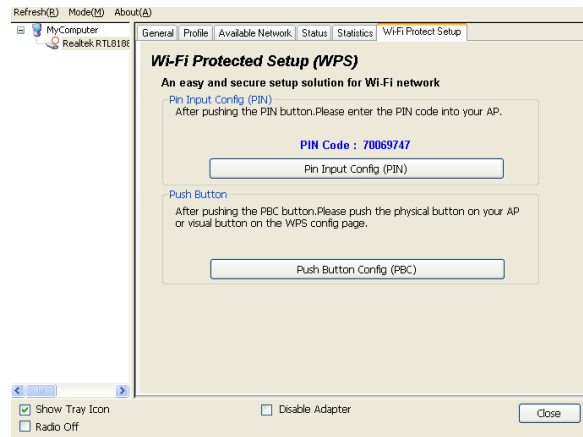 Refresh(R) Mode(M) About(A)
MyComputer
Realtek RTL8188
General Profile Available Network Status Statistics Wi-Fi Protect Setup
Wi-Fi Protected Setup (WPS)
An easy and secure setup solution for Wi-Fi network
Pin Input Config (PIN)
After pushing the PIN button.Please enter the PIN code into your AP.
PIN Code : 70069747
Pin Input Config (PIN)
Push Button
After pushing the PBC button.Please push the physical button on your AP
or visual button on the WPS config page.
Push Button Config (PBC)
Show Tray Icon
Disable Adapter
Close
Radio Off